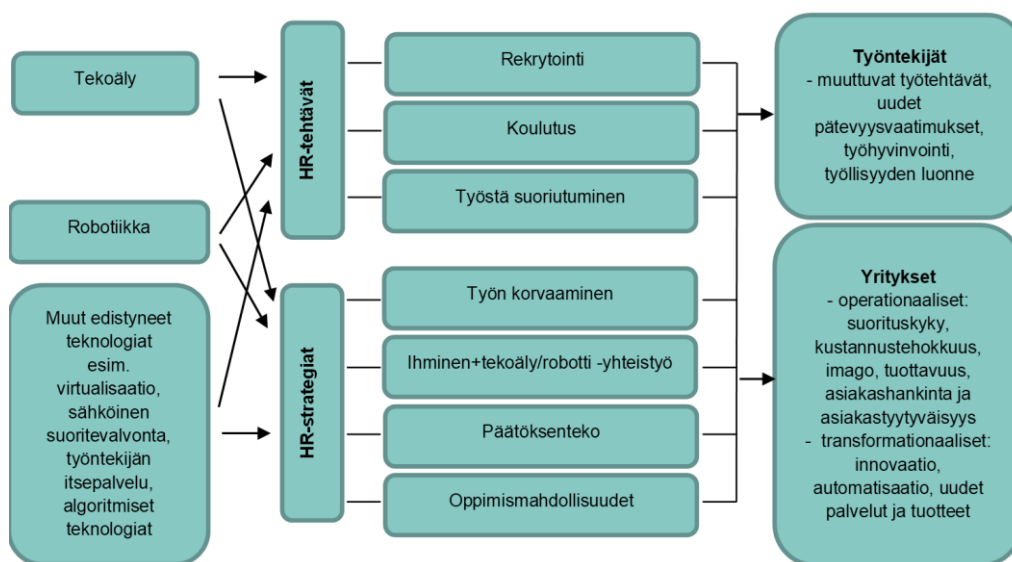 Tekoäly
Robotiikka
Muut edistyneet
teknologiat
esim.
virtualisaatio,
sähköinen
suoritevalvonta,
työntekijän
itsepalvelu,
algoritmiset
teknologiat
HR-tehtävät
HR-strategiat
Rekrytointi
Koulutus
Työstä suoriutuminen
Työn korvaaminen
Ihminen+tekoäly/robotti -yhteistyö
Päätöksenteko
Oppimismahdollisuudet
Työntekijät
- muuttuvat työtehtävät,
uudet
pätevyysvaatimukset,
työhyvinvointi,
työllisyyden luonne
Yritykset
- operationaaliset:
suorituskyky,
kustannustehokkuus,
imago, tuottavuus,
asiakashankinta ja
asiakastyytyväisyys
- transformationaaliset:
innovaatio,
automatisaatio, uudet
palvelut ja tuotteet